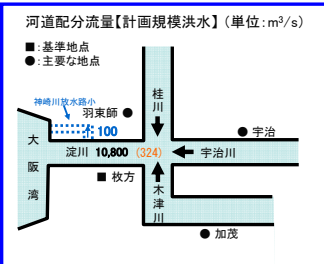 河道配分流量【計画規模洪水】(単位:m³/s)
■:基準地点
●:主要な地点
神崎川放水路小
羽束師 ●
100
桂川
● 宇治
大阪湾
淀川 10,800 (324)
宇治川
■ 枚方
木津川
● 加茂